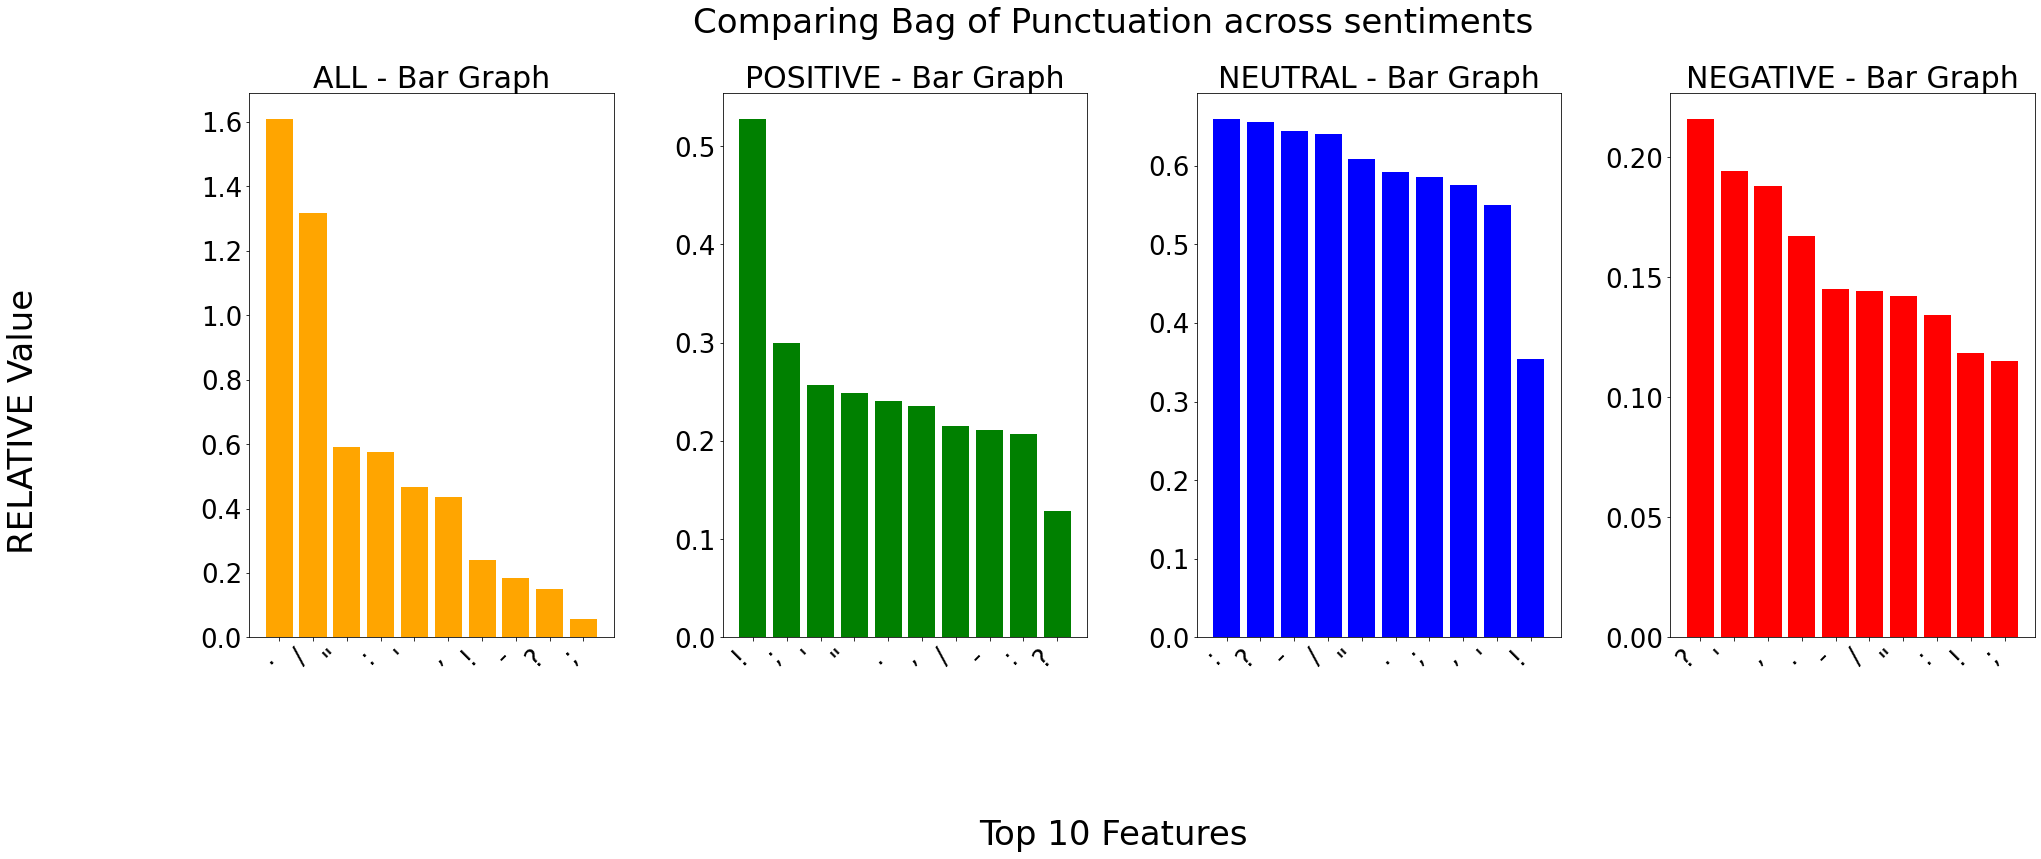 Comparing Bag of Punctuation across sentiments
ALL - Bar Graph
1.6
1.4
1.2
1.0
0.8
0.6
0.4
0.2
0.0
. / " : ' , ! - ? ;
POSITIVE - Bar Graph
0.5
0.4
0.3
0.2
0.1
0.0
! ; ' " . , / - : ?
NEUTRAL - Bar Graph
0.6
0.5
0.4
0.3
0.2
0.1
0.0
: ? - / " . ; , ' !
NEGATIVE - Bar Graph
0.20
0.15
0.10
0.05
0.00
? ' , . - / " : ! ;
RELATIVE Value
Top 10 Features